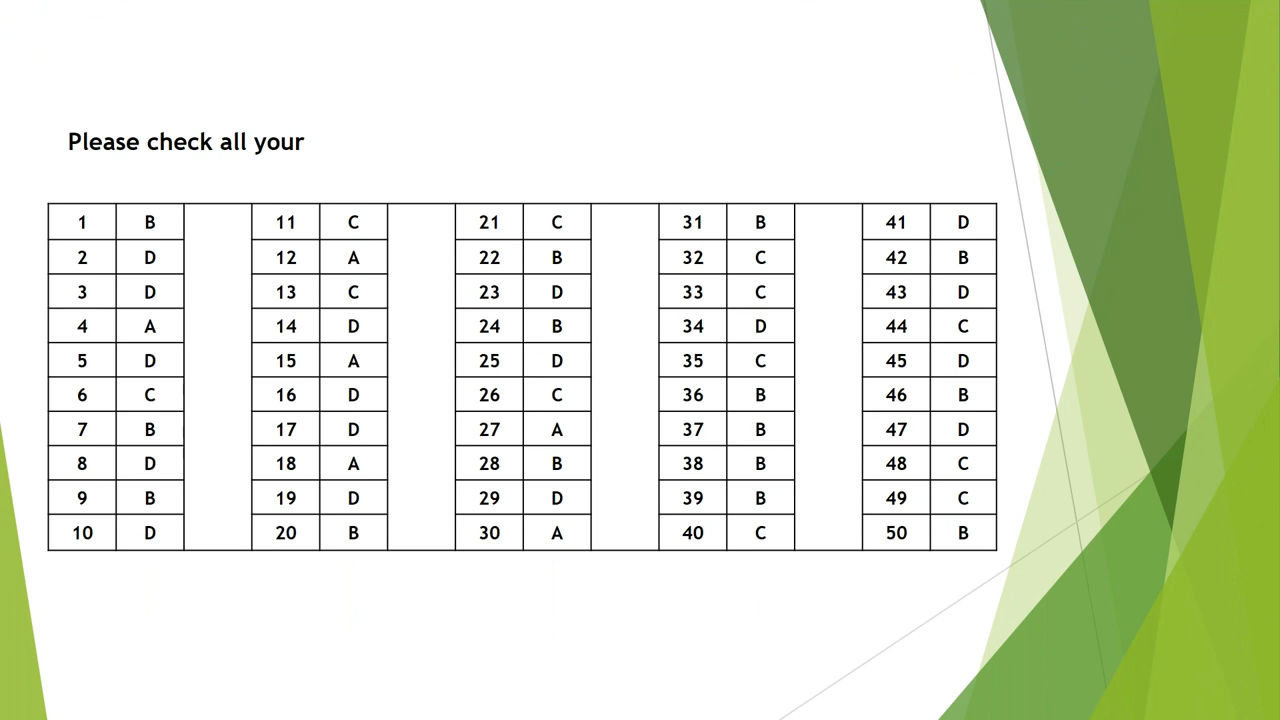 Please check all your
1 B 11 C 21 C 31 B 41 D
2 D 12 A 22 B 32 C 42 B
3 D 13 C 23 D 33 C 43 D
4 A 14 D 24 B 34 D 44 C
5 D 15 A 25 D 35 C 45 D
6 C 16 D 26 C 36 B 46 B
7 B 17 D 27 A 37 B 47 D
8 D 18 A 28 B 38 B 48 C
9 B 19 D 29 D 39 B 49 C
10 D 20 B 30 A 40 C 50 B